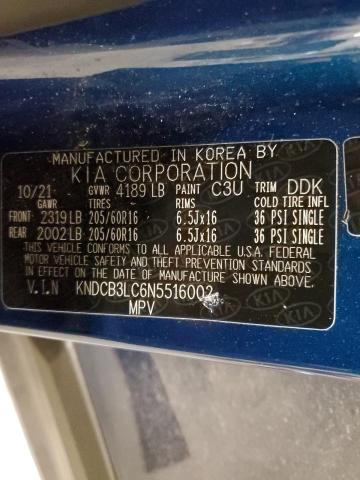 MANUFACTURED IN KOREA BY
KIA CORPORATION
10/21 GVWR 4189 LB PAINT C3U TRIM DDK
GAWR TIRES RIMS COLD TIRE INFL
FRONT 2319 LB 205/60R16 6.5Jx16 36 PSI SINGLE
REAR 2002 LB 205/60R16 6.5Jx16 36 PSI SINGLE
THIS VEHICLE CONFORMS TO ALL APPLICABLE U.S.A. FEDERAL
MOTOR VEHICLE SAFETY AND THEFT PREVENTION STANDARDS
IN EFFECT ON THE DATE OF MANUFACTURE SHOWN ABOVE.
V.I.N KNDCB3LC6N5516002
MPV